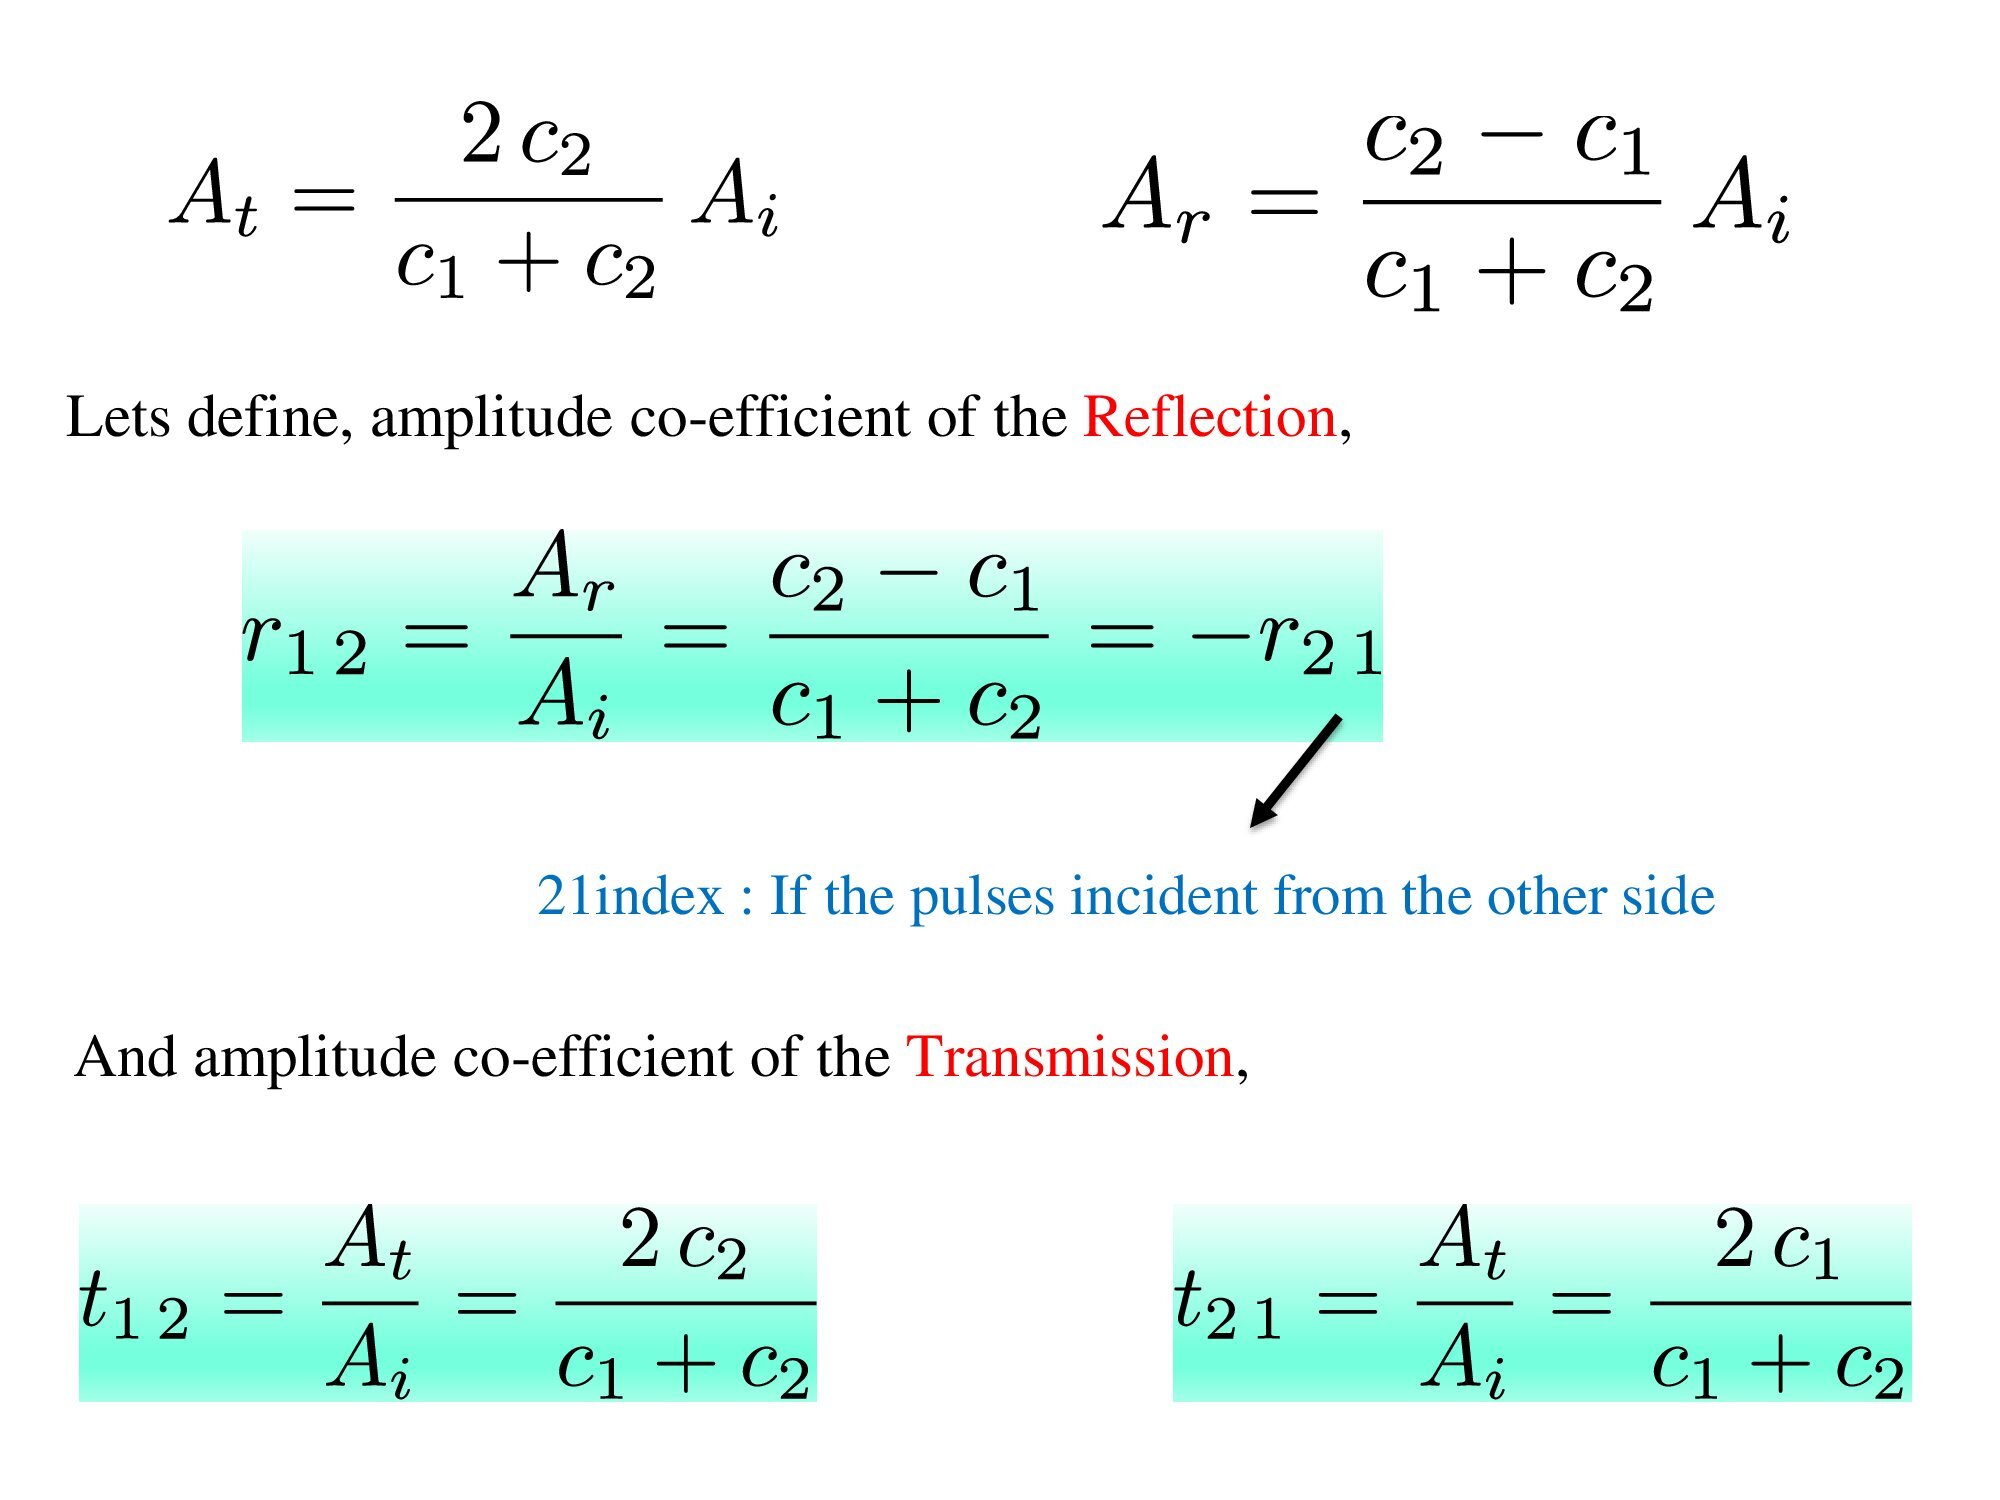 $A_t = \frac{2\,c_2}{c_1 + c_2}\,A_i$ $A_r = \frac{c_2 - c_1}{c_1 + c_2}\,A_i$
Lets define, amplitude co-efficient of the Reflection,
$r_{1\,2} = \frac{A_r}{A_i} = \frac{c_2 - c_1}{c_1 + c_2} = -r_{2\,1}$
21index : If the pulses incident from the other side
And amplitude co-efficient of the Transmission,
$t_{1\,2} = \frac{A_t}{A_i} = \frac{2\,c_2}{c_1 + c_2}$ $t_{2\,1} = \frac{A_t}{A_i} = \frac{2\,c_1}{c_1 + c_2}$